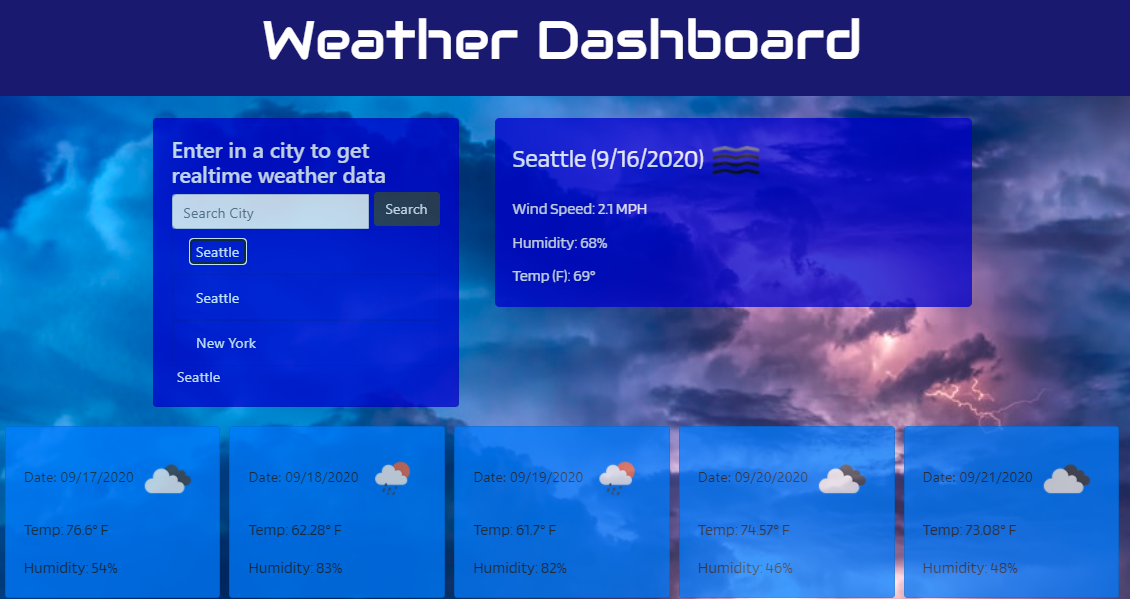 Weather Dashboard
Enter in a city to get
realtime weather data
Search City
Search
Seattle
Seattle
New York
Seattle
Seattle (9/16/2020)
Wind Speed: 2.1 MPH
Humidity: 68%
Temp (F): 69°
Date: 09/17/2020
Temp: 76.6° F
Humidity: 54%
Date: 09/18/2020
Temp: 62.28° F
Humidity: 83%
Date: 09/19/2020
Temp: 61.7° F
Humidity: 82%
Date: 09/20/2020
Temp: 74.57° F
Humidity: 46%
Date: 09/21/2020
Temp: 73.08° F
Humidity: 48%